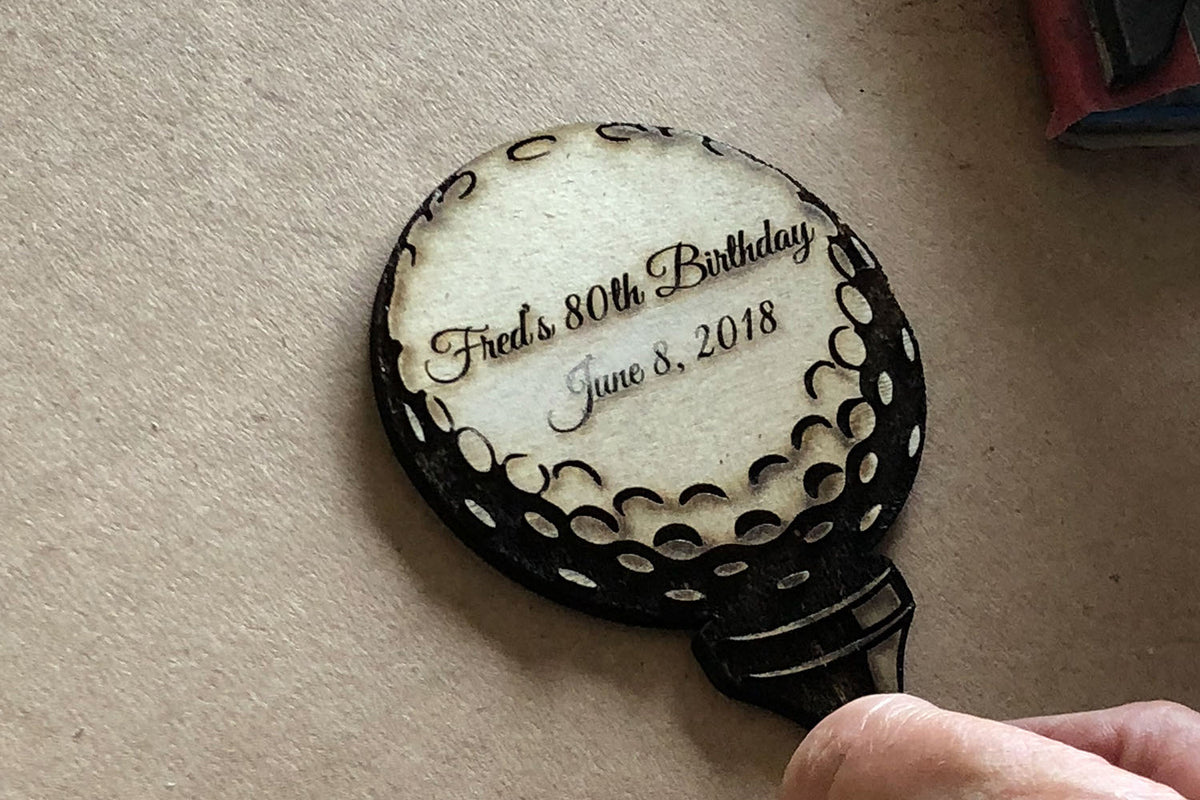 Fred's 80th Birthday
June 8, 2018